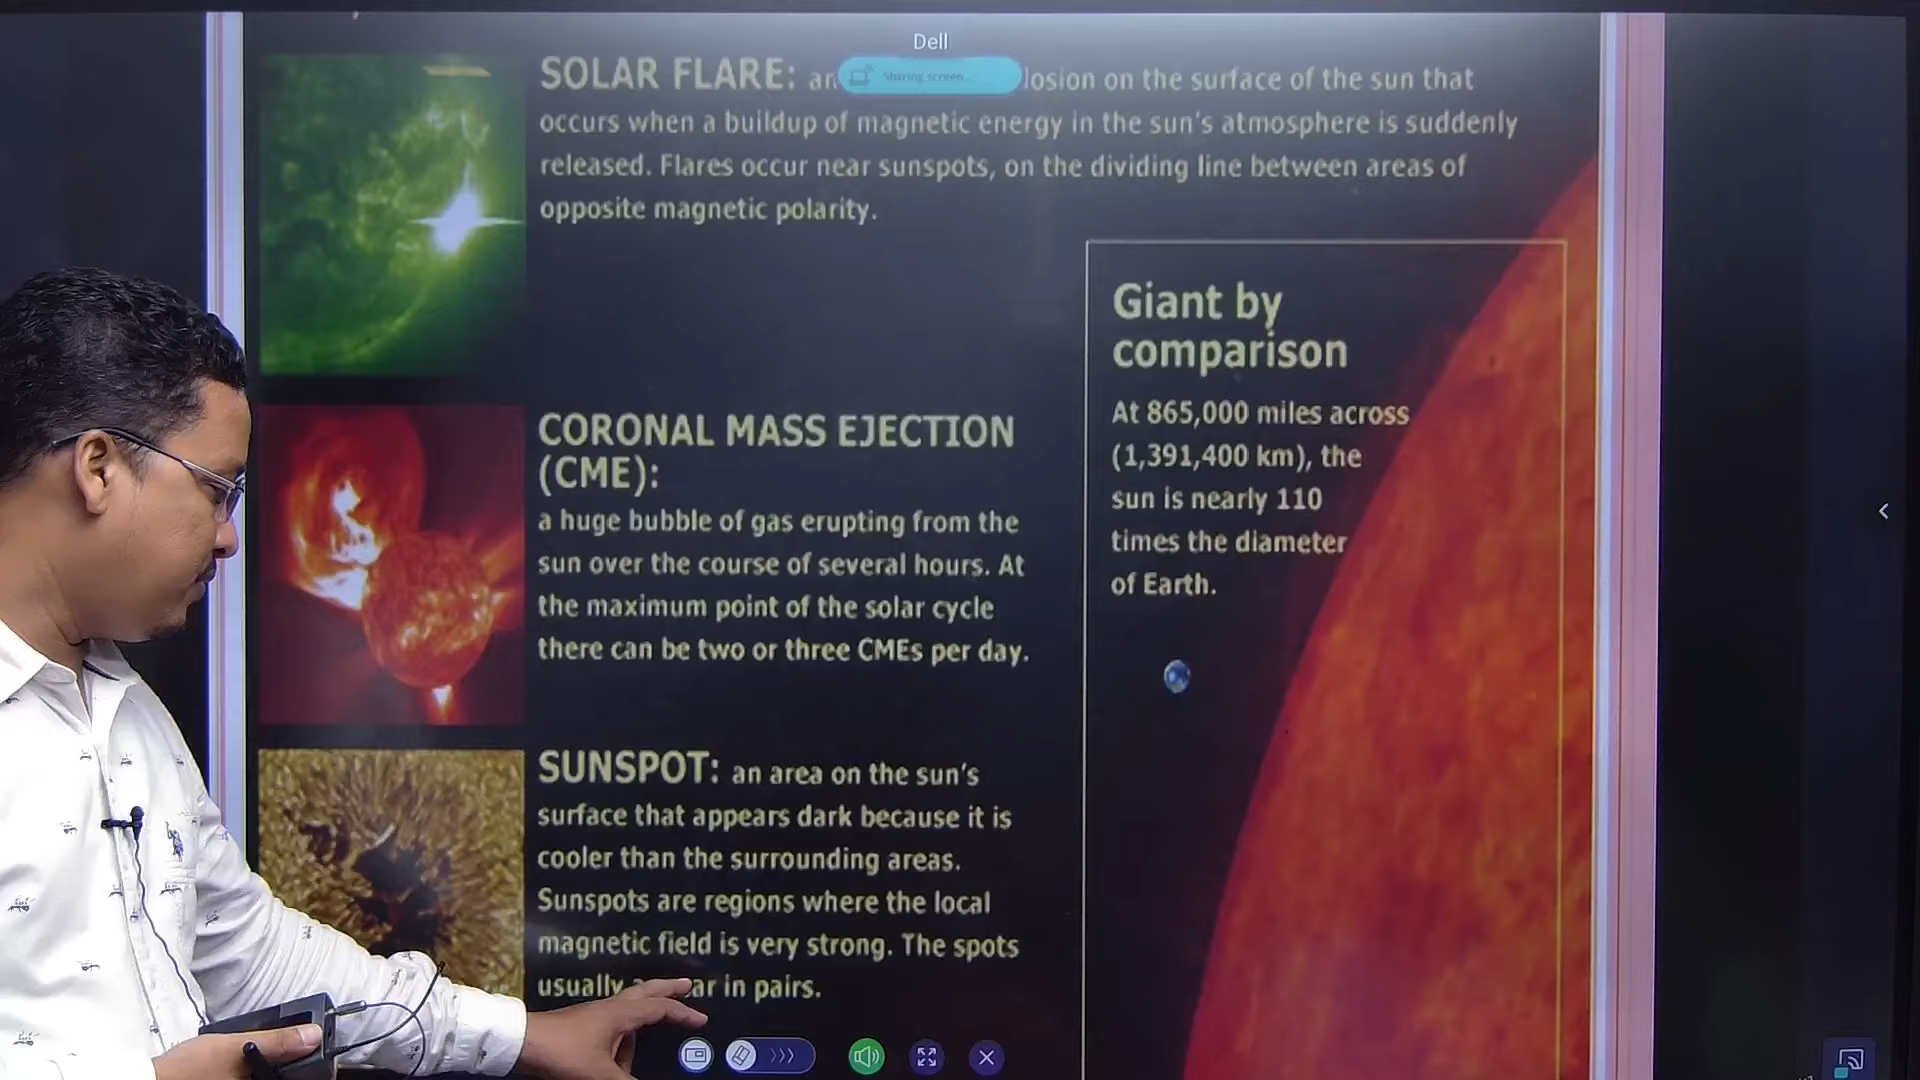 Dell
Sharing screen...
SOLAR FLARE: an losion on the surface of the sun that
occurs when a buildup of magnetic energy in the sun's atmosphere is suddenly
released. Flares occur near sunspots, on the dividing line between areas of
opposite magnetic polarity.
CORONAL MASS EJECTION
(CME):
a huge bubble of gas erupting from the
sun over the course of several hours. At
the maximum point of the solar cycle
there can be two or three CMEs per day.
SUNSPOT: an area on the sun's
surface that appears dark because it is
cooler than the surrounding areas.
Sunspots are regions where the local
magnetic field is very strong. The spots
usually ar in pairs.
Giant by
comparison
At 865,000 miles across
(1,391,400 km), the
sun is nearly 110
times the diameter
of Earth.